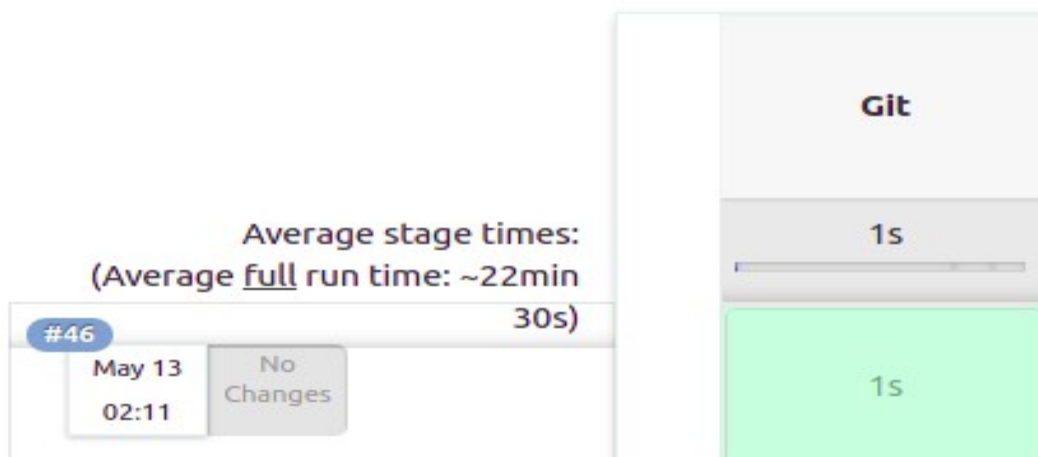 Git
Average stage times:
(Average full run time: ~22min
30s)
1s
#46
May 13
02:11
No
Changes
1s